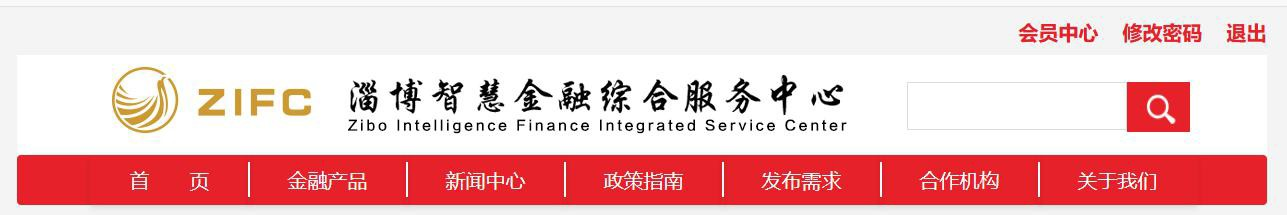 会员中心 修改密码 退出
ZIFC 淄博智慧金融综合服务中心
Zibo Intelligence Finance Integrated Service Center
首 页 金融产品 新闻中心 政策指南 发布需求 合作机构 关于我们